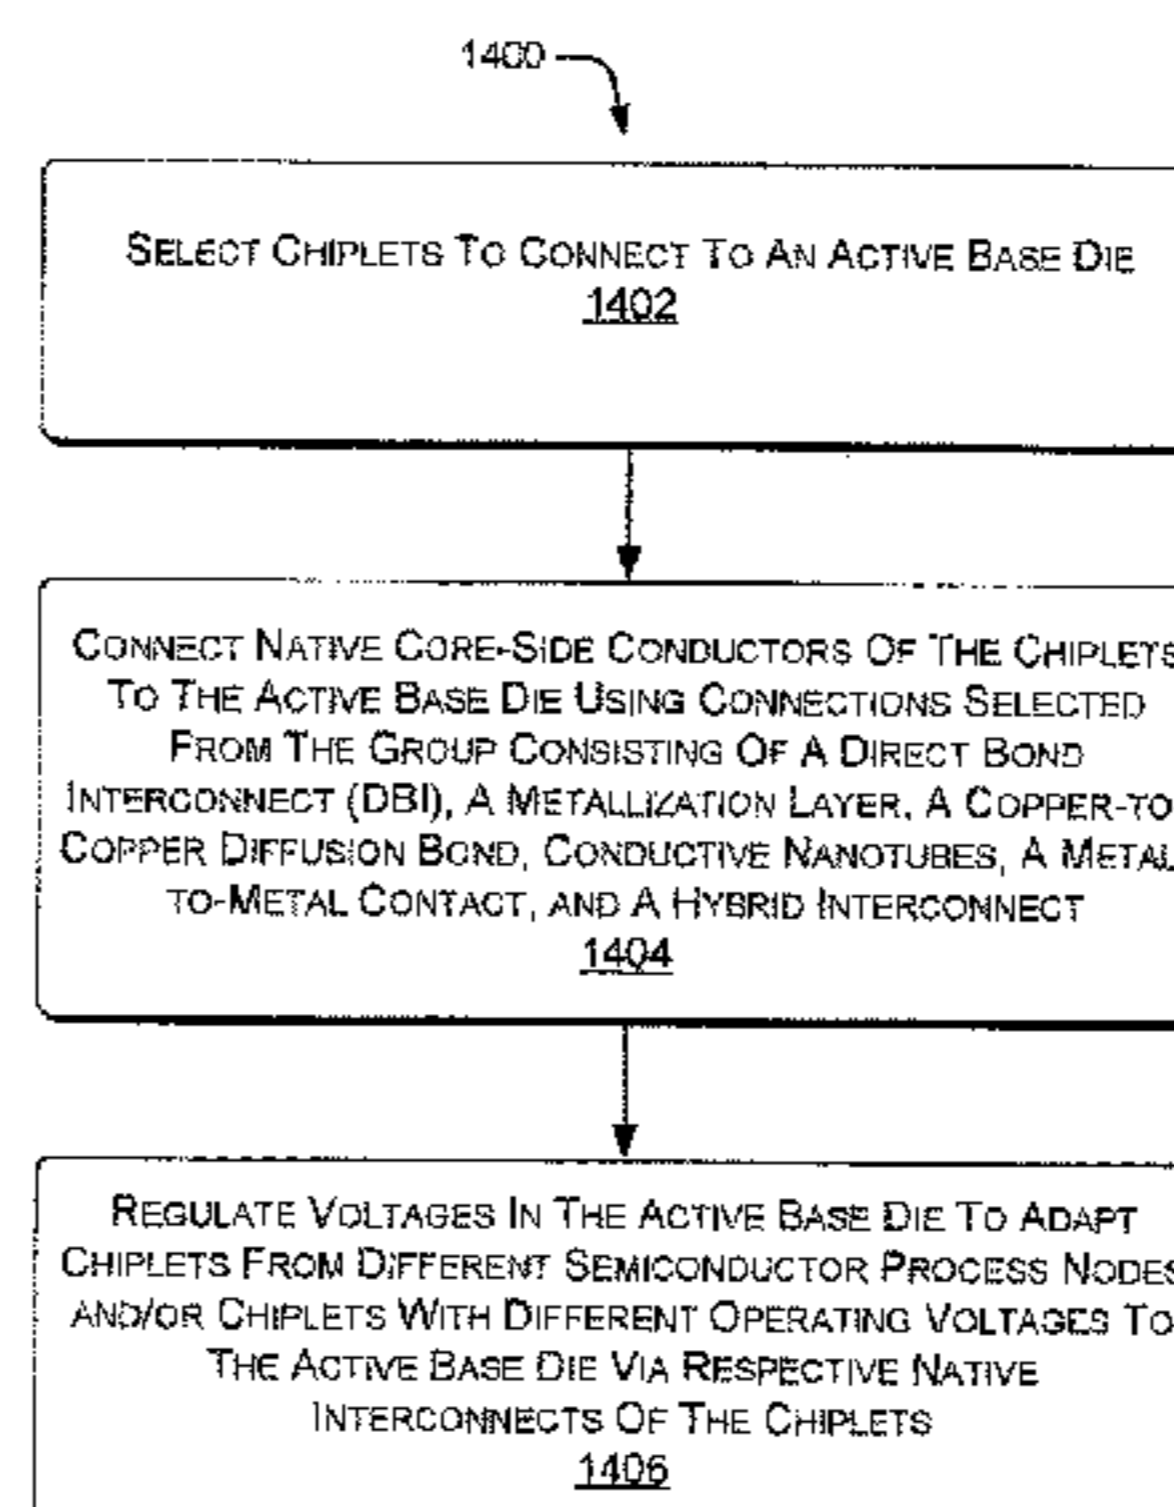 1400
SELECT CHIPLETS TO CONNECT TO AN ACTIVE BASE DIE
1402
CONNECT NATIVE CORE-SIDE CONDUCTORS OF THE CHIPLETS
TO THE ACTIVE BASE DIE USING CONNECTIONS SELECTED
FROM THE GROUP CONSISTING OF A DIRECT BOND
INTERCONNECT (DBI), A METALLIZATION LAYER, A COPPER-TO
COPPER DIFFUSION BOND, CONDUCTIVE NANOTUBES, A METAL
TO-METAL CONTACT, AND A HYBRID INTERCONNECT
1404
REGULATE VOLTAGES IN THE ACTIVE BASE DIE TO ADAPT
CHIPLETS FROM DIFFERENT SEMICONDUCTOR PROCESS NODES
AND/OR CHIPLETS WITH DIFFERENT OPERATING VOLTAGES TO
THE ACTIVE BASE DIE VIA RESPECTIVE NATIVE
INTERCONNECTS OF THE CHIPLETS
1406